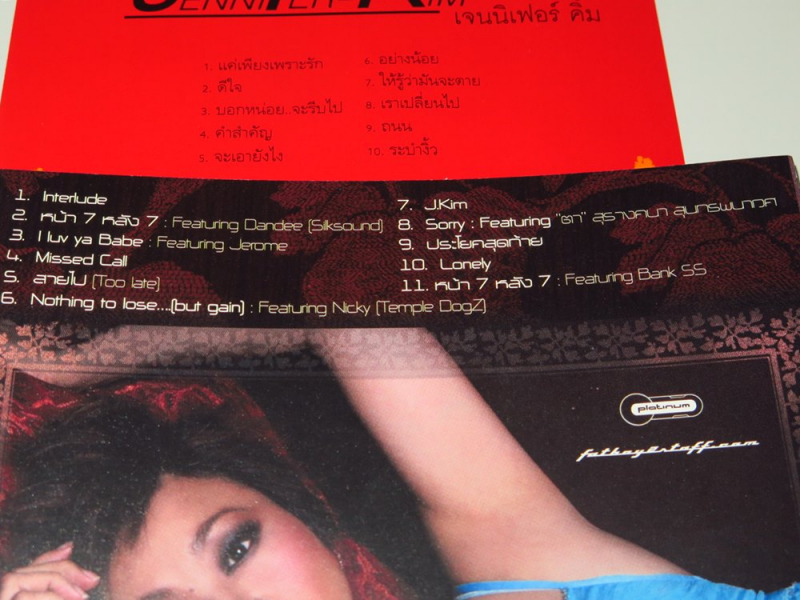 JENNIFER-KIM
เจนนิเฟอร์ คิ้ม
1. แต่เพียงเพราะรัก
2. ดีใจ
3. บอกหน่อย..จะรีบไป
4. คำสำคัญ
5. จะเอายังไง
6. อย่างน้อย
7. ให้รู้ว่ามันจะตาย
8. เราเปลี่ยนไป
9. ถนน
10. ระบำงิ้ว
1. Interlude
2. หน้า 7 หลัง 7 : Featuring Dandee (Silksound)
3. I luv ya Babe : Featuring Jerome
4. Missed Call
5. สายไป (Too late)
6. Nothing to lose....(but gain) : Featuring Nicky (Temple DogZ)
7. J.Kim
8. Sorry : Featuring "ตา" สุรางคนา สุนทรพนาเวศ
9. ประโยคสุดท้าย
10. Lonely
11. หน้า 7 หลัง 7 : Featuring Bank SS
platinum
fatboy&staff.com